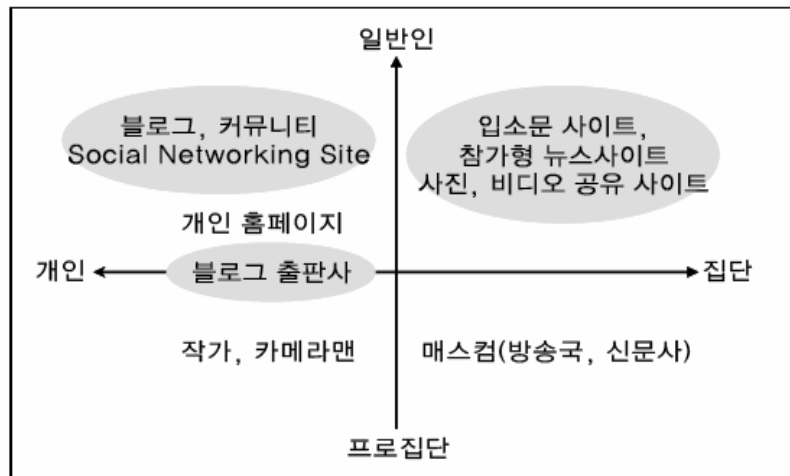 일반인
블로그, 커뮤니티
Social Networking Site
입소문 사이트,
참가형 뉴스사이트
사진, 비디오 공유 사이트
개인 홈페이지
개인
블로그 출판사
집단
작가, 카메라맨
매스컴(방송국, 신문사)
프로집단